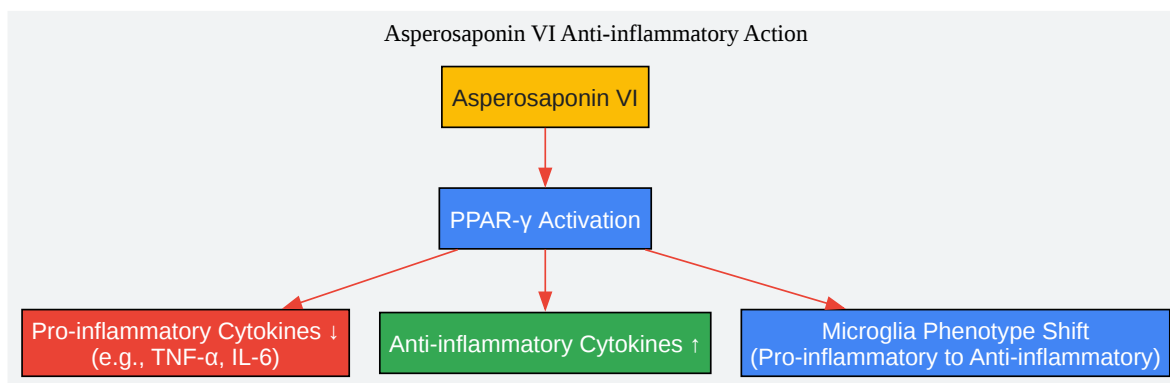 Asperosaponin VI Anti-inflammatory Action
Asperosaponin VI
PPAR-γ Activation
Pro-inflammatory Cytokines ↓
(e.g., TNF-α, IL-6)
Anti-inflammatory Cytokines ↑
Microglia Phenotype Shift
(Pro-inflammatory to Anti-inflammatory)